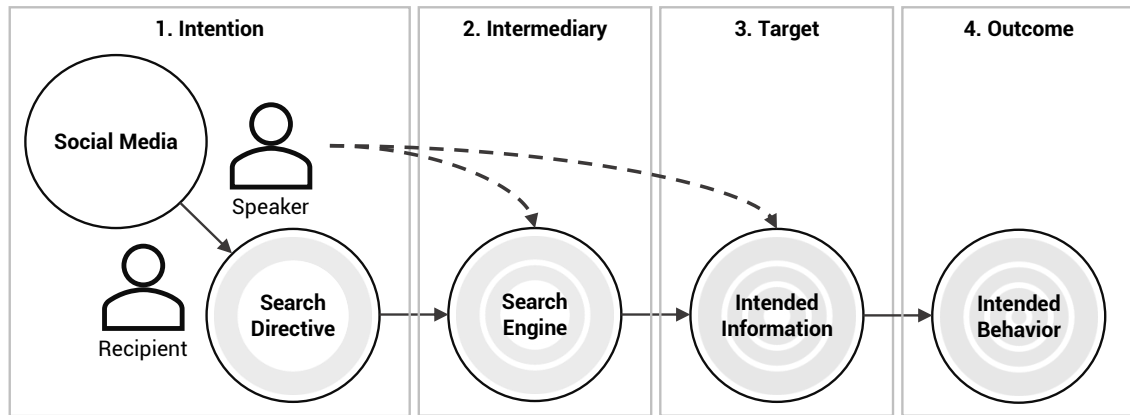 1. Intention
2. Intermediary
3. Target
4. Outcome
Social Media
Speaker
Recipient
Search
Directive
Search
Engine
Intended
Information
Intended
Behavior